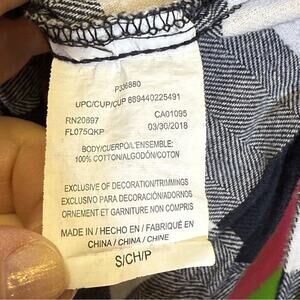 P336880
UPC/CUP/CUP 889440225491
RN20897 CA01095
FL075QKP 03/30/2018
BODY/CUERPO/L'ENSEMBLE:
100% COTTON/ALGODÓN/COTON
EXCLUSIVE OF DECORATION/TRIMMINGS
EXCLUSIVO PARA DECORACIÓN/ADORNOS
ORNEMENT ET GARNITURE NON COMPRIS
MADE IN / HECHO EN / FABRIQUÉ EN
CHINA / CHINA / CHINE
S/CH/P